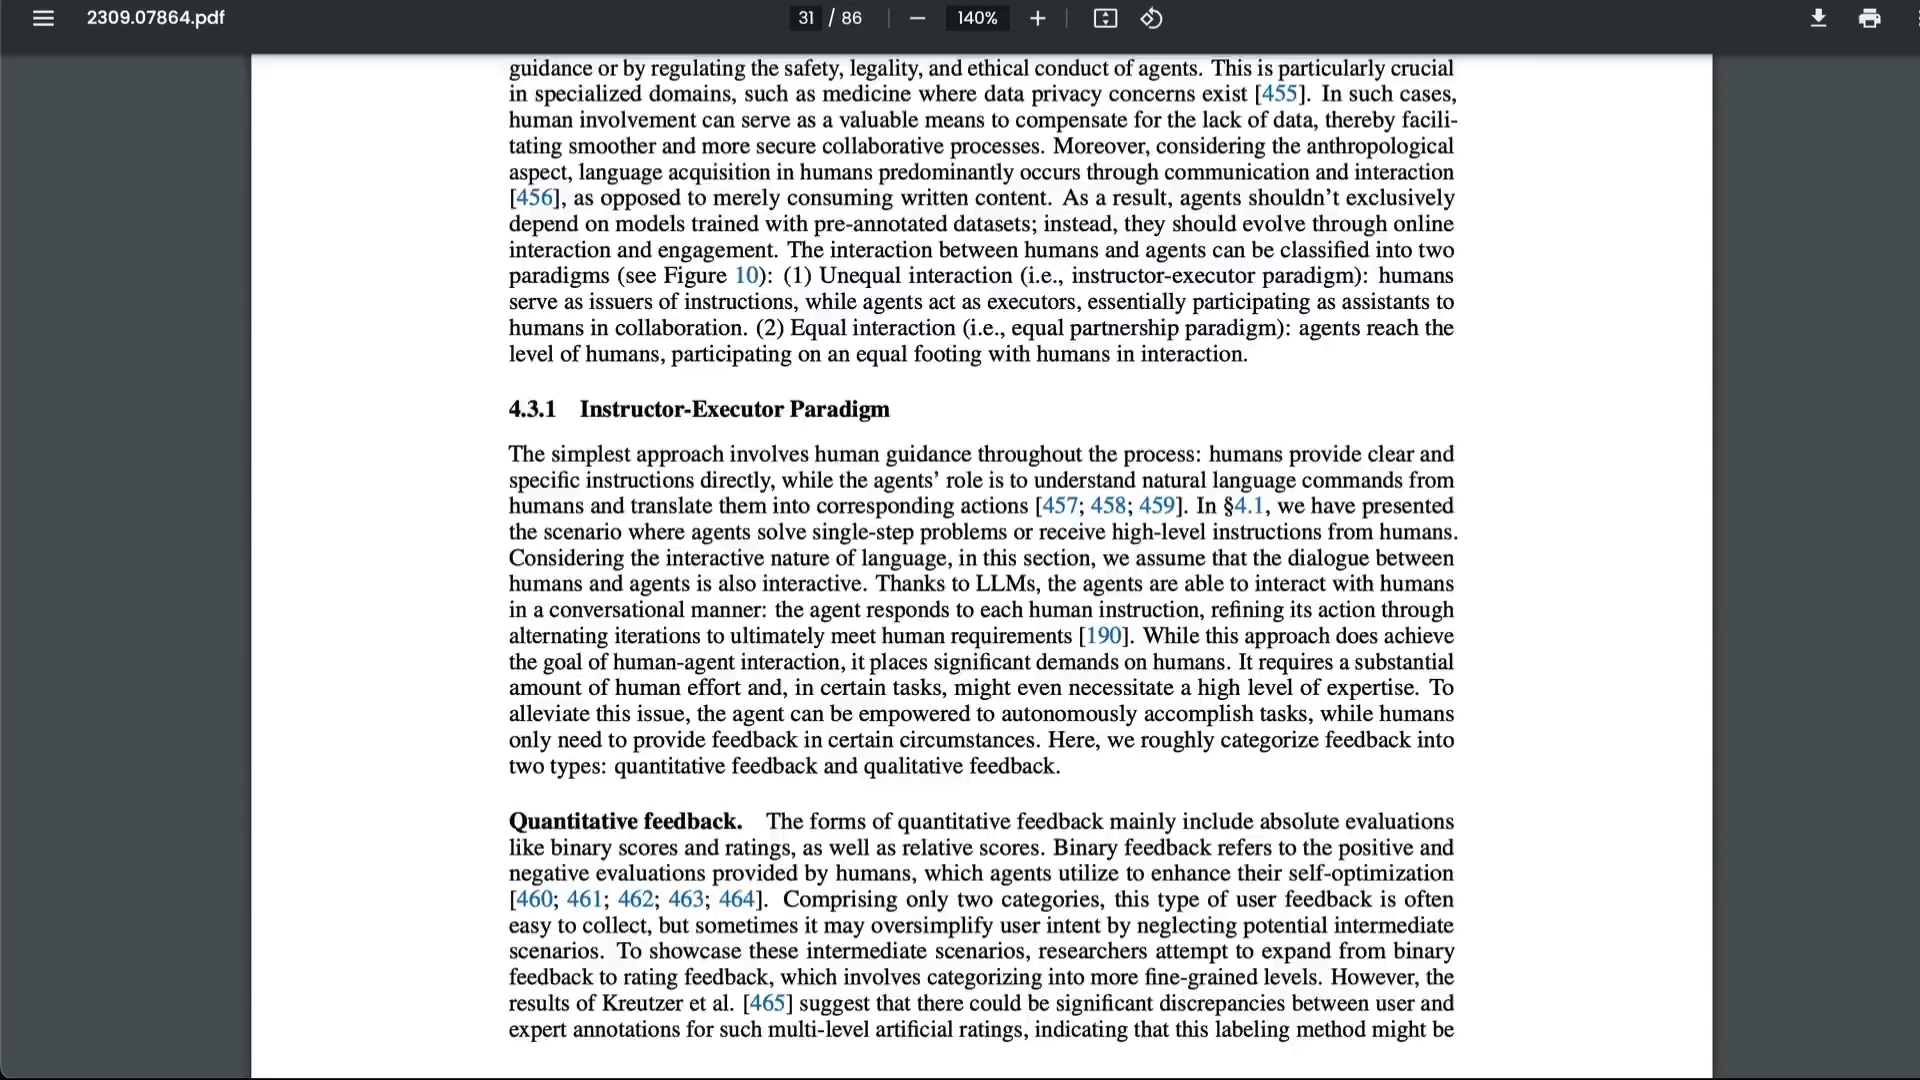 2309.07864.pdf
31 / 86
140%
guidance or by regulating the safety, legality, and ethical conduct of agents. This is particularly crucial
in specialized domains, such as medicine where data privacy concerns exist [455]. In such cases,
human involvement can serve as a valuable means to compensate for the lack of data, thereby facili-
tating smoother and more secure collaborative processes. Moreover, considering the anthropological
aspect, language acquisition in humans predominantly occurs through communication and interaction
[456], as opposed to merely consuming written content. As a result, agents shouldn't exclusively
depend on models trained with pre-annotated datasets; instead, they should evolve through online
interaction and engagement. The interaction between humans and agents can be classified into two
paradigms (see Figure 10): (1) Unequal interaction (i.e., instructor-executor paradigm): humans
serve as issuers of instructions, while agents act as executors, essentially participating as assistants to
humans in collaboration. (2) Equal interaction (i.e., equal partnership paradigm): agents reach the
level of humans, participating on an equal footing with humans in interaction.
4.3.1 Instructor-Executor Paradigm
The simplest approach involves human guidance throughout the process: humans provide clear and
specific instructions directly, while the agents' role is to understand natural language commands from
humans and translate them into corresponding actions [457; 458; 459]. In §4.1, we have presented
the scenario where agents solve single-step problems or receive high-level instructions from humans.
Considering the interactive nature of language, in this section, we assume that the dialogue between
humans and agents is also interactive. Thanks to LLMs, the agents are able to interact with humans
in a conversational manner: the agent responds to each human instruction, refining its action through
alternating iterations to ultimately meet human requirements [190]. While this approach does achieve
the goal of human-agent interaction, it places significant demands on humans. It requires a substantial
amount of human effort and, in certain tasks, might even necessitate a high level of expertise. To
alleviate this issue, the agent can be empowered to autonomously accomplish tasks, while humans
only need to provide feedback in certain circumstances. Here, we roughly categorize feedback into
two types: quantitative feedback and qualitative feedback.
Quantitative feedback. The forms of quantitative feedback mainly include absolute evaluations
like binary scores and ratings, as well as relative scores. Binary feedback refers to the positive and
negative evaluations provided by humans, which agents utilize to enhance their self-optimization
[460; 461; 462; 463; 464]. Comprising only two categories, this type of user feedback is often
easy to collect, but sometimes it may oversimplify user intent by neglecting potential intermediate
scenarios. To showcase these intermediate scenarios, researchers attempt to expand from binary
feedback to rating feedback, which involves categorizing into more fine-grained levels. However, the
results of Kreutzer et al. [465] suggest that there could be significant discrepancies between user and
expert annotations for such multi-level artificial ratings, indicating that this labeling method might be